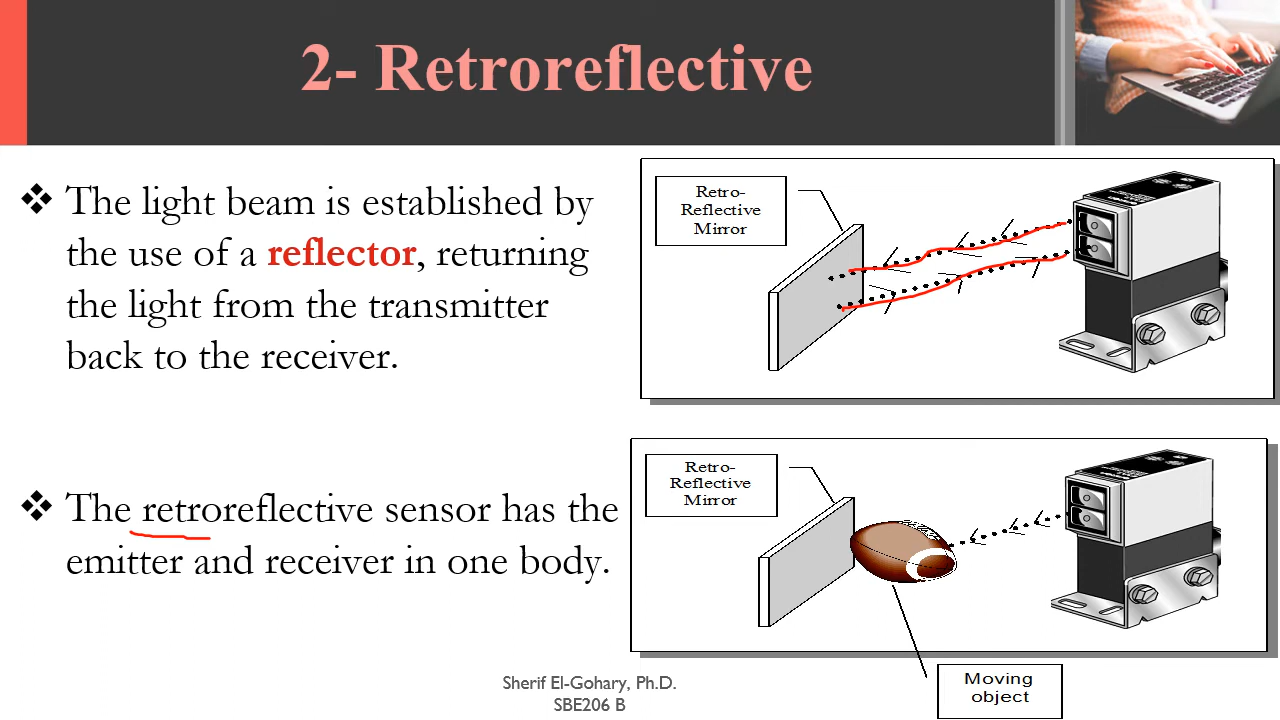 2- Retroreflective
❖ The light beam is established by
the use of a reflector, returning
the light from the transmitter
back to the receiver.
❖ The retroreflective sensor has the
emitter and receiver in one body.
Retro-
Reflective
Mirror
Retro-
Reflective
Mirror
Moving
object
Sherif El-Gohary, Ph.D.
SBE206 B